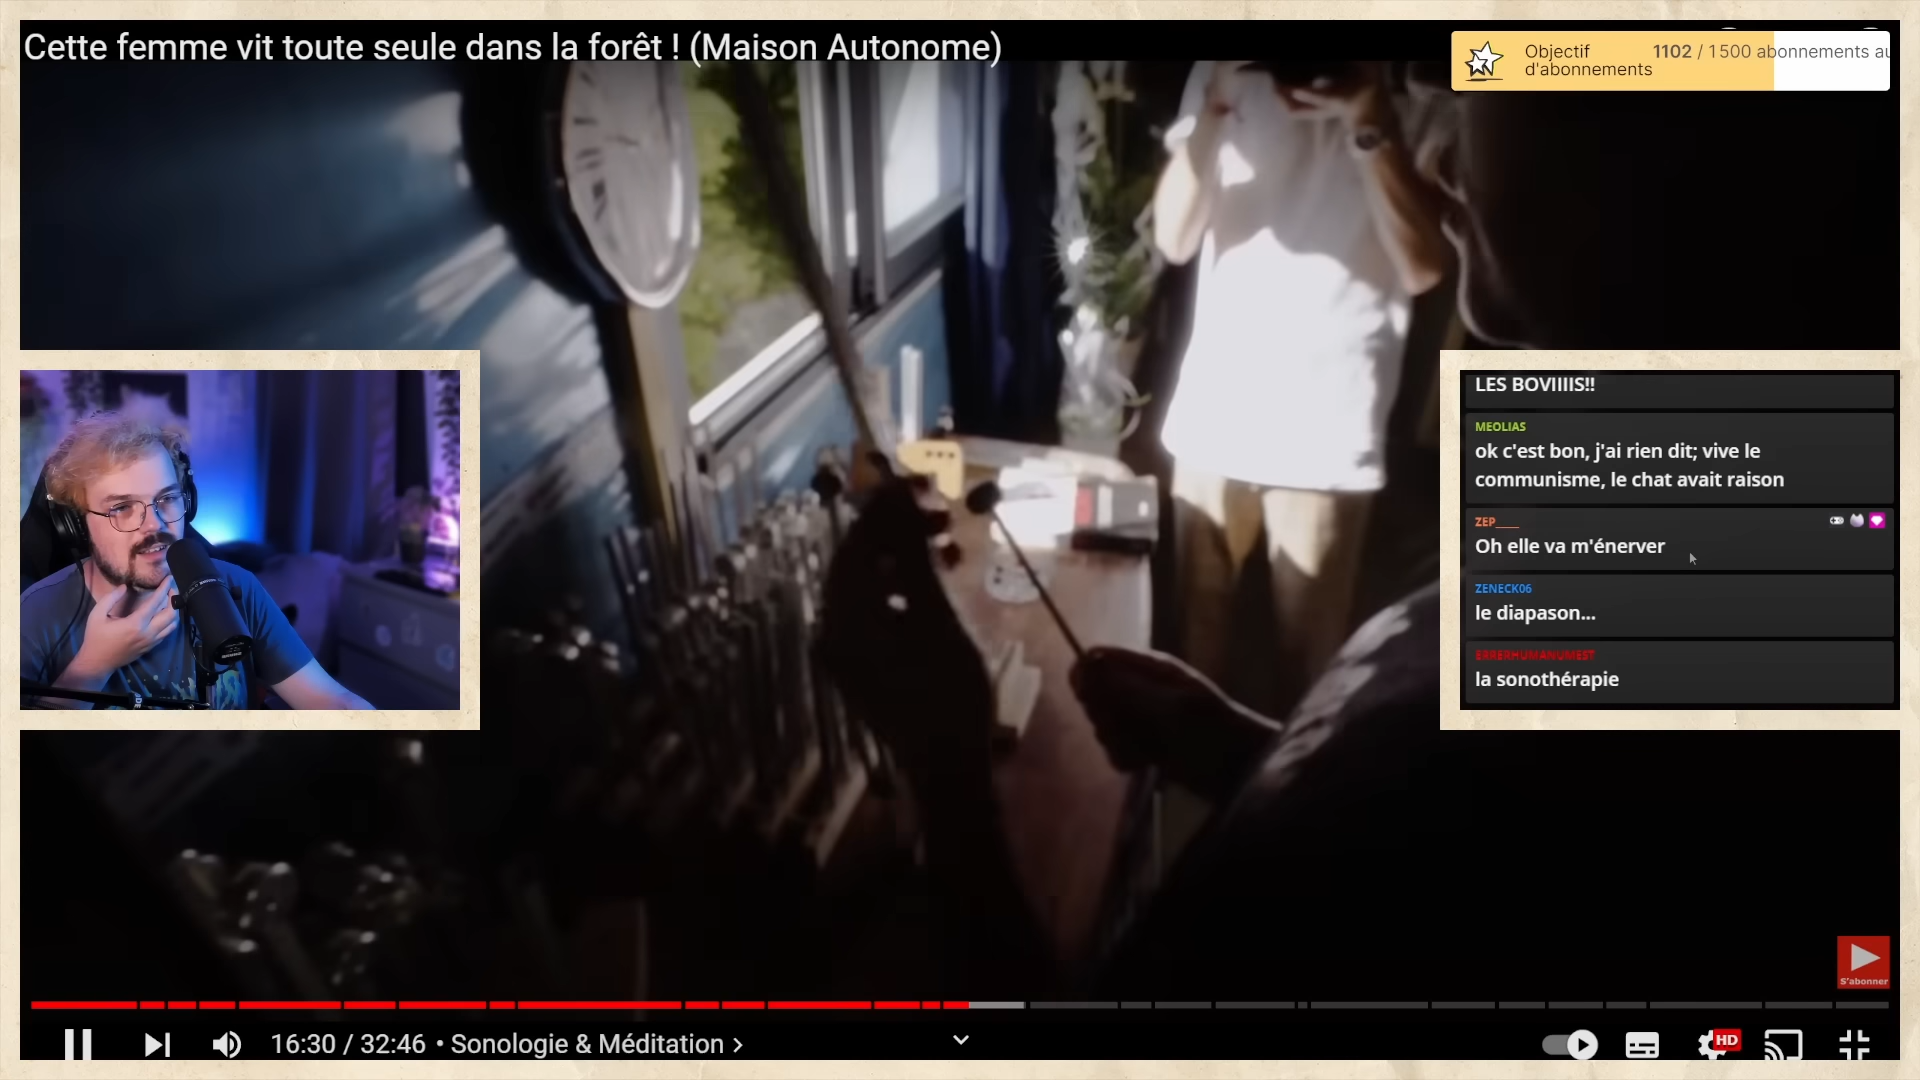 Cette femme vit toute seule dans la forêt ! (Maison Autonome)
Objectif d'abonnements
1102 / 1500 abonnements au
LES BOVIIIIS!!
MEOLIAS
ok c'est bon, j'ai rien dit; vive le
communisme, le chat avait raison
ZEP____
Oh elle va m'énerver
ZENECK06
le diapason...
ERRERHUMANUMEST
la sonothérapie
S'abonner
16:30 / 32:46 • Sonologie & Méditation >
HD